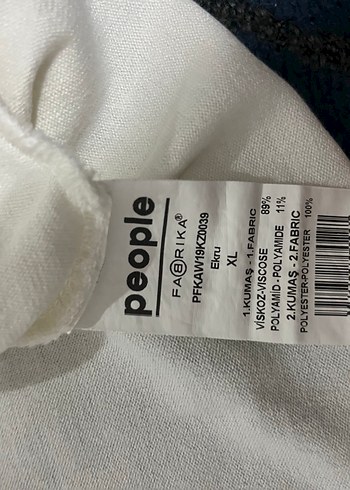 people
FABRIKA®
PFKAW19KZ0039
Ekru
XL
1.KUMAŞ - 1.FABRIC
VİSKOZ-VISCOSE 89%
POLYAMİD - POLYAMIDE 11%
2.KUMAŞ - 2.FABRIC
POLYESTER-POLYESTER 100%